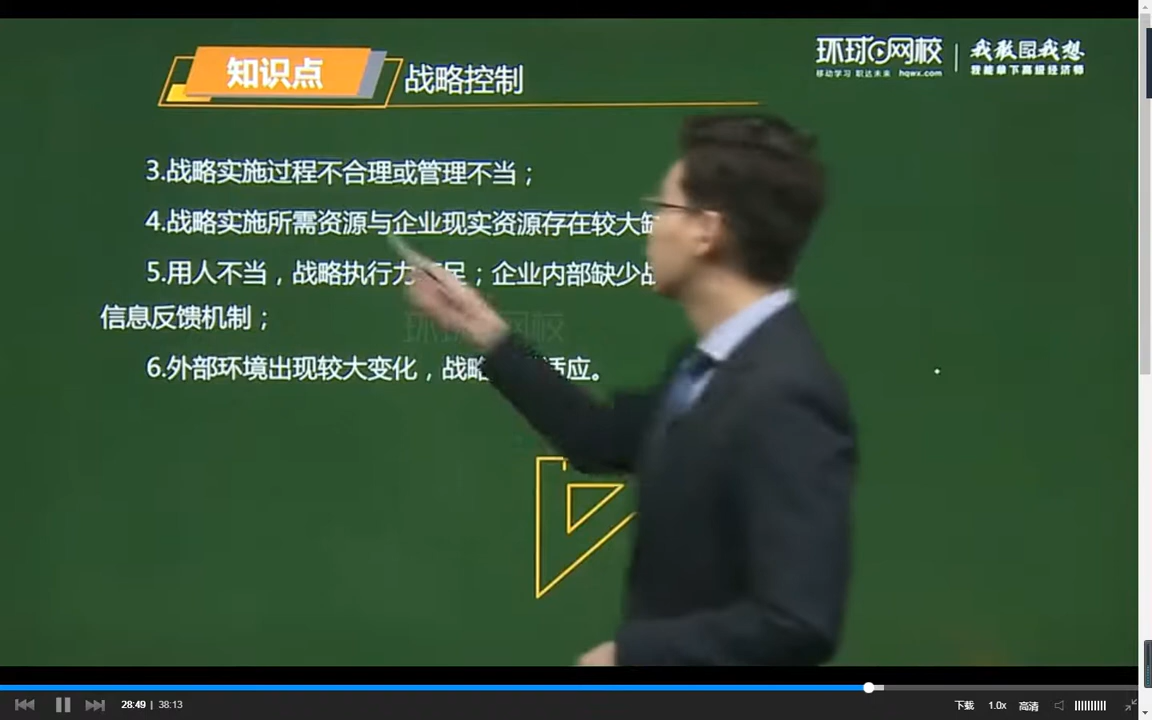 知识点
战略控制
环球网校
移动学习 职达未来 hqwx.com
我敢
我想
我能拿下高级经济师
3.战略实施过程不合理或管理不当；
4.战略实施所需资源与企业现实资源存在较大
5.用人不当，战略执行力 足；企业内部缺少
信息反馈机制；
6.外部环境出现较大变化，战略 适应。
环球网校
28:49 | 38:13
下载
1.0x
高清